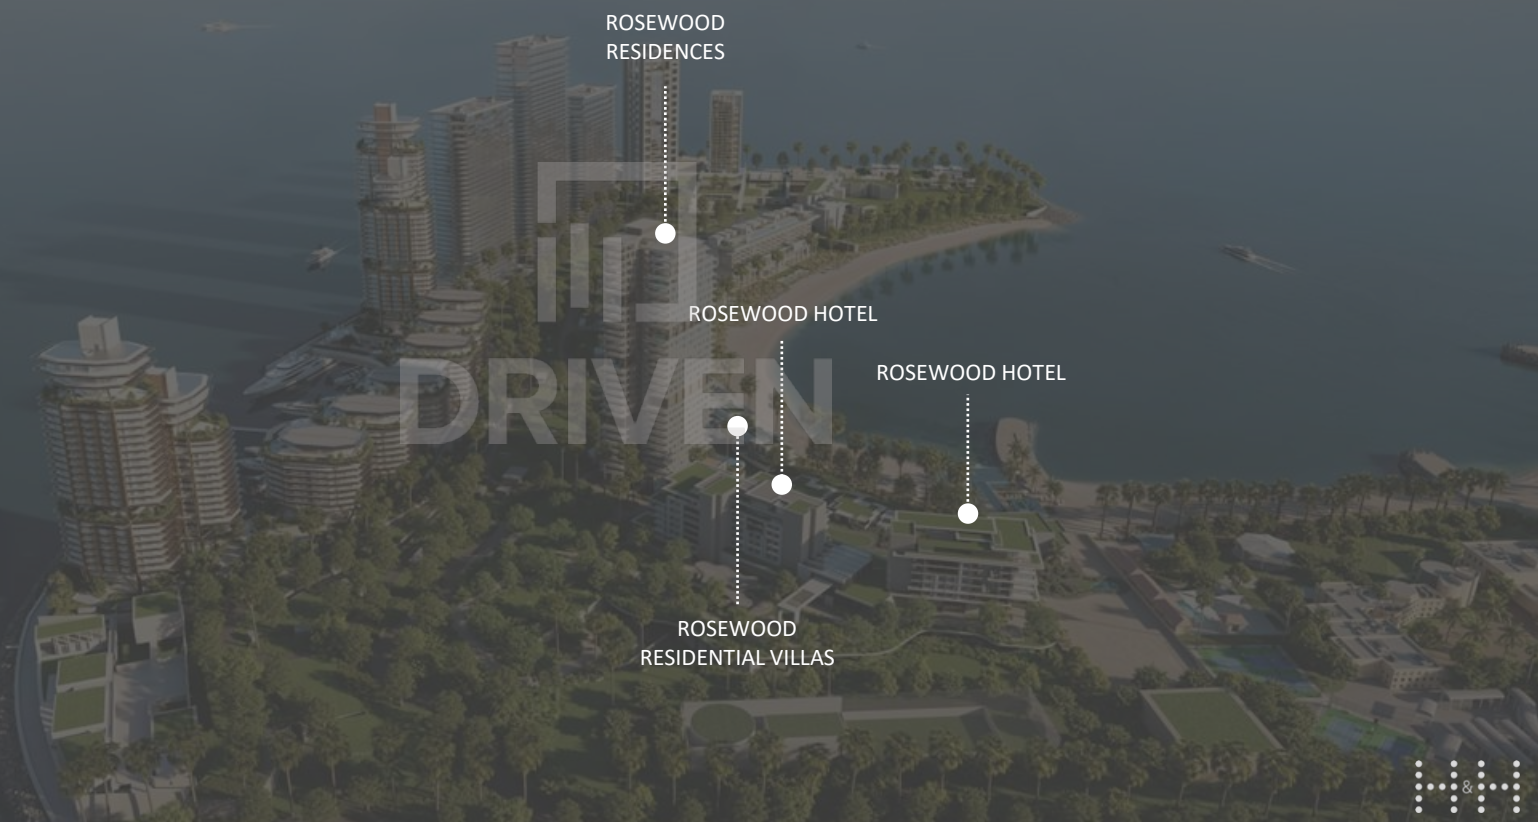 ROSEWOOD
RESIDENCES
ROSEWOOD HOTEL
ROSEWOOD HOTEL
DRIVEN
ROSEWOOD
RESIDENTIAL VILLAS
H&H